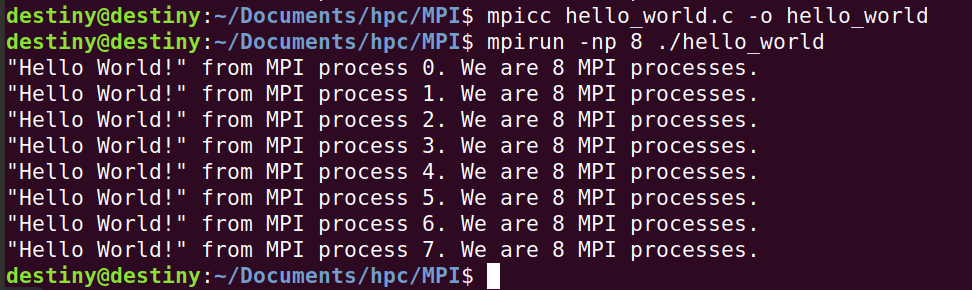 destiny@destiny:~/Documents/hpc/MPI$ mpicc hello_world.c -o hello_world
destiny@destiny:~/Documents/hpc/MPI$ mpirun -np 8 ./hello_world
"Hello World!" from MPI process 0. We are 8 MPI processes.
"Hello World!" from MPI process 1. We are 8 MPI processes.
"Hello World!" from MPI process 2. We are 8 MPI processes.
"Hello World!" from MPI process 3. We are 8 MPI processes.
"Hello World!" from MPI process 4. We are 8 MPI processes.
"Hello World!" from MPI process 5. We are 8 MPI processes.
"Hello World!" from MPI process 6. We are 8 MPI processes.
"Hello World!" from MPI process 7. We are 8 MPI processes.
destiny@destiny:~/Documents/hpc/MPI$